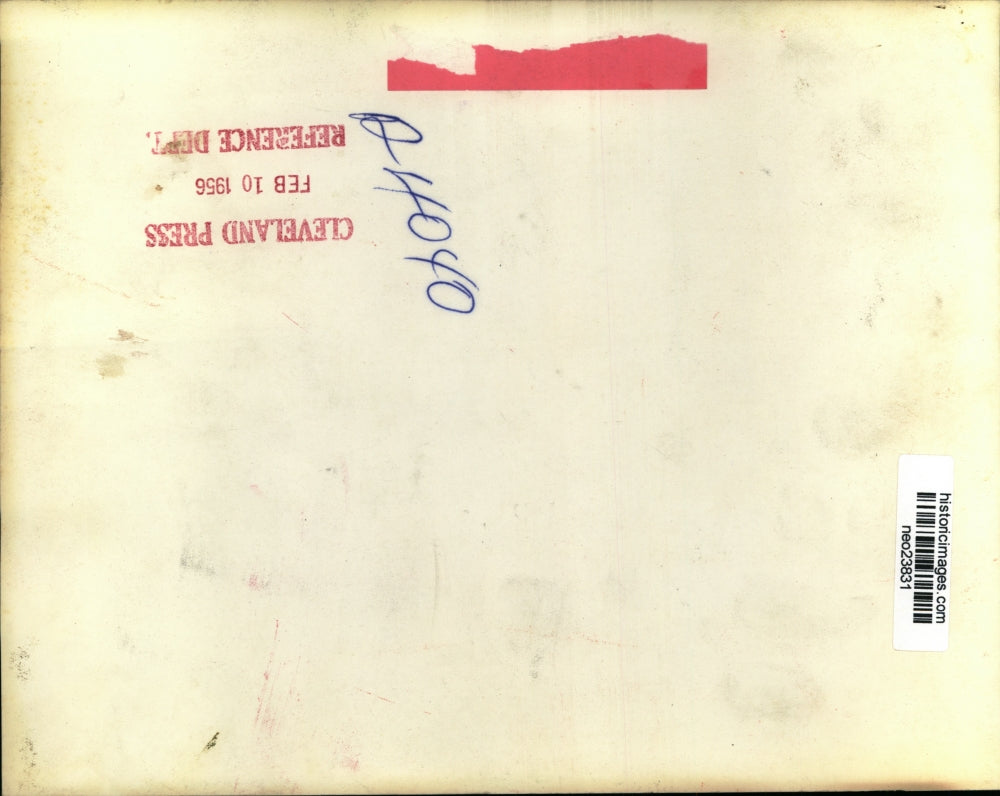 CLEVELAND PRESS
FEB 10 1956
REFERENCE DEPT.
historicimages.com
neo23831